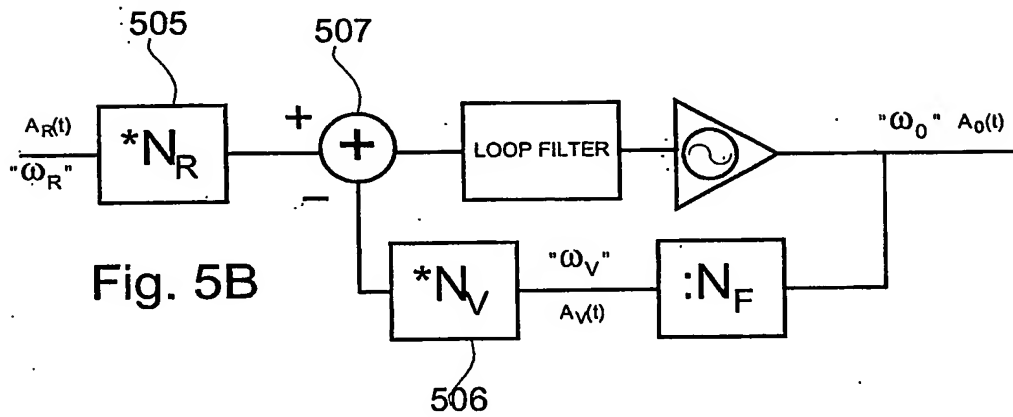 505
507
A_R(t)
"ω_R"
*N_R
+
+
−
LOOP FILTER
"ω_0" A_0(t)
Fig. 5B
*N_V
"ω_V"
A_V(t)
:N_F
506